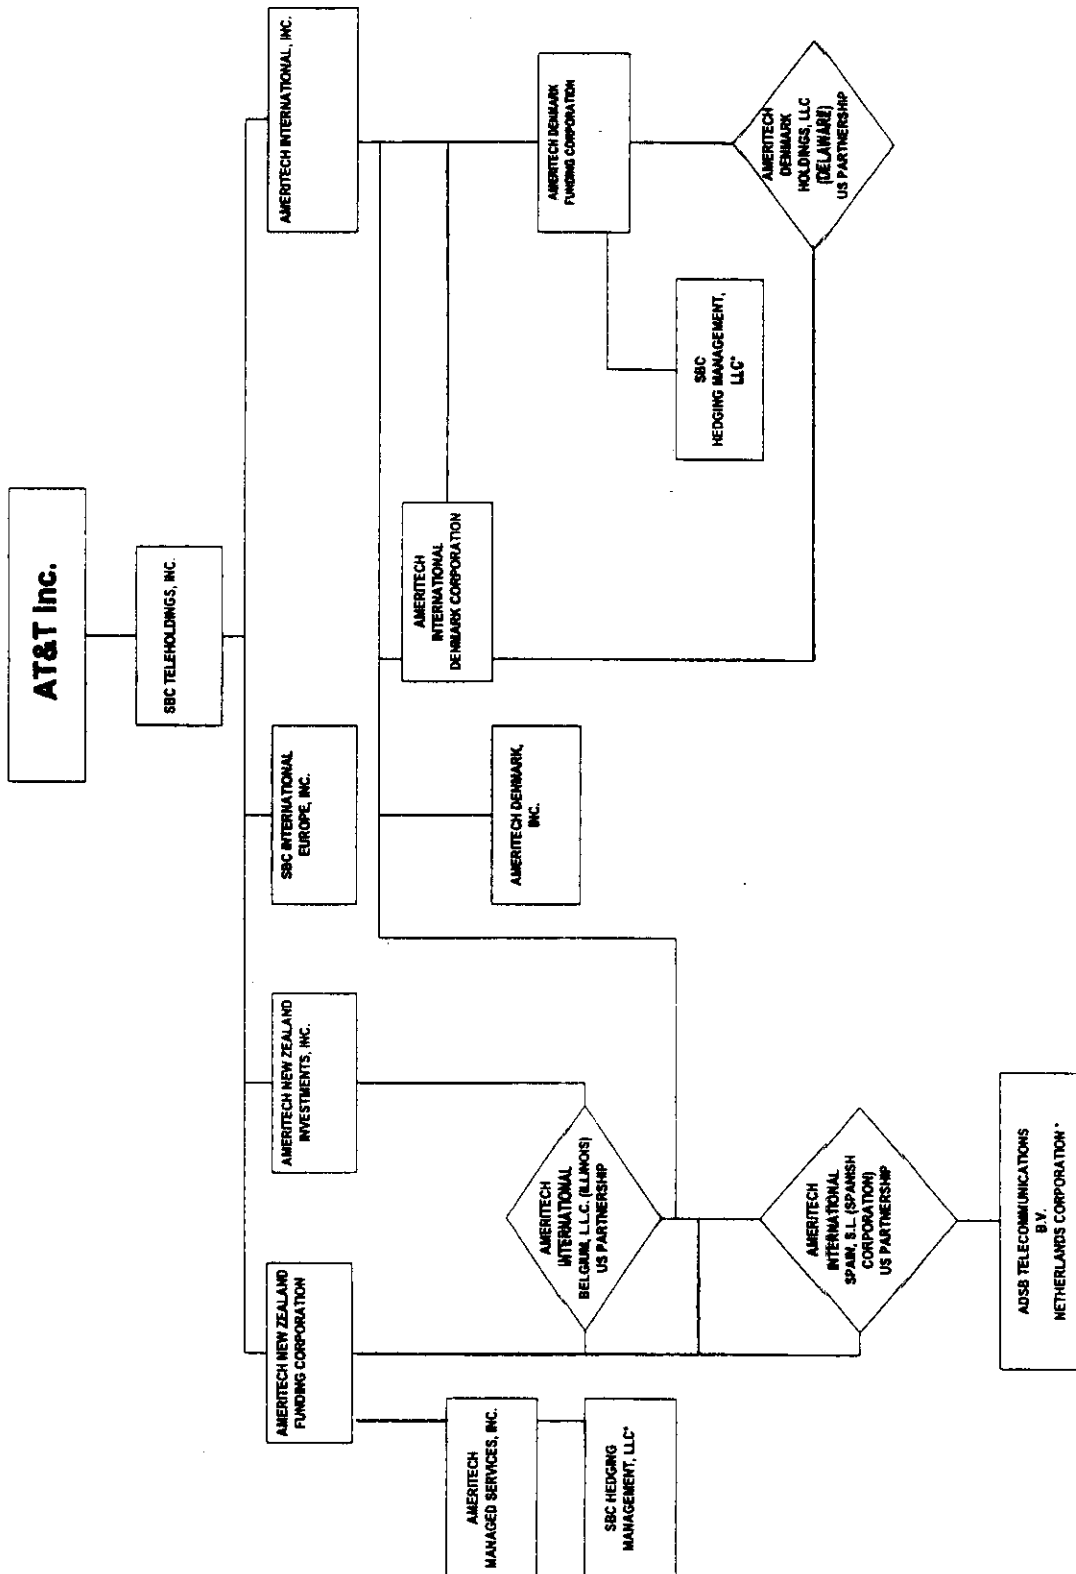 AT&T Inc.
SBC TELEHOLDINGS, INC.
AMERITECH NEW ZEALAND
FUNDING CORPORATION
AMERITECH NEW ZEALAND
INVESTMENTS, INC.
SBC INTERNATIONAL
EUROPE, INC.
AMERITECH INTERNATIONAL, INC.
AMERITECH
MANAGED SERVICES, INC.
SBC HEDGING
MANAGEMENT, LLC*
AMERITECH
INTERNATIONAL
BELGIUM, L.L.C. (ILLINOIS)
US PARTNERSHIP
AMERITECH DENMARK,
INC.
AMERITECH
INTERNATIONAL
DENMARK CORPORATION
AMERITECH DENMARK
FUNDING CORPORATION
SBC
HEDGING MANAGEMENT,
LLC*
AMERITECH
DENMARK
HOLDINGS, LLC
(DELAWARE)
US PARTNERSHIP
AMERITECH
INTERNATIONAL
SPAIN, S.L. (SPANISH
CORPORATION)
US PARTNERSHIP
ADSB TELECOMMUNICATIONS
B.V.
NETHERLANDS CORPORATION*